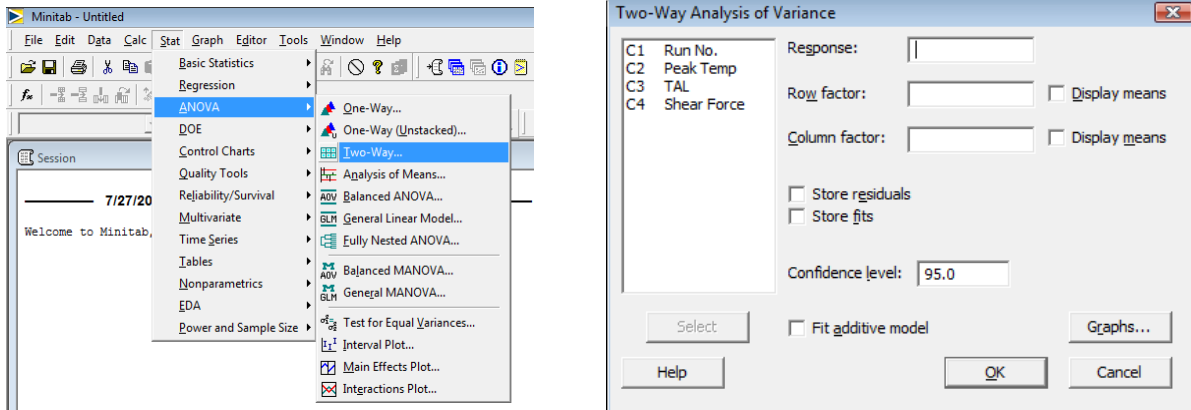 Minitab - Untitled
File Edit Data Calc Stat Graph Editor Tools Window Help
Basic Statistics
Regression
ANOVA
DOE
Control Charts
Quality Tools
Reliability/Survival
Multivariate
Time Series
Tables
Nonparametrics
EDA
Power and Sample Size
One-Way...
One-Way (Unstacked)...
Two-Way...
Analysis of Means...
AOV Balanced ANOVA...
GLM General Linear Model...
Fully Nested ANOVA...
M AOV Balanced MANOVA...
M GLM General MANOVA...
Test for Equal Variances...
Interval Plot...
Main Effects Plot...
Interactions Plot...
Session
7/27/20
Welcome to Minitab,
Two-Way Analysis of Variance
C1 Run No.
C2 Peak Temp
C3 TAL
C4 Shear Force
Response:
Row factor:
Display means
Column factor:
Display means
Store residuals
Store fits
Confidence level: 95.0
Select
Fit additive model
Graphs...
Help
OK
Cancel